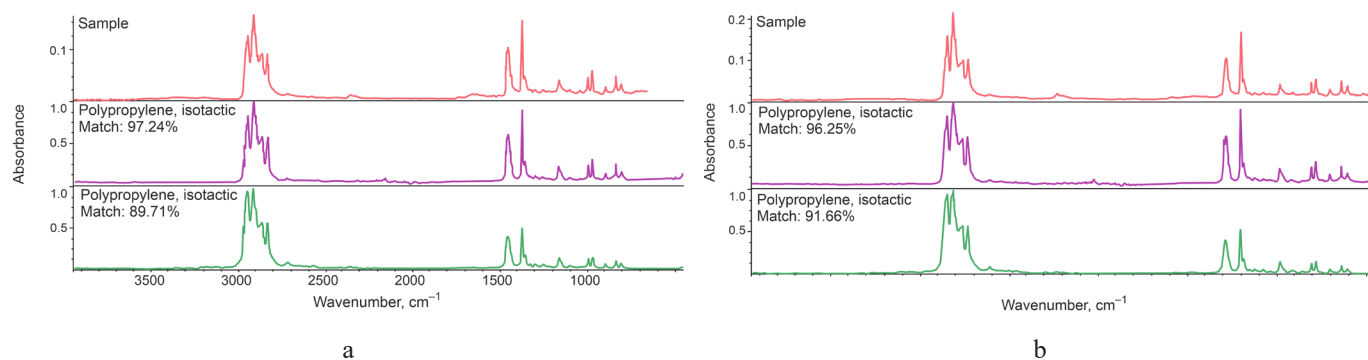 Sample
0.1
Polypropylene, isotactic
Match: 97.24%
1.0
0.5
Polypropylene, isotactic
Match: 89.71%
1.0
0.5
Absorbance
3500
3000
2500
2000
1500
1000
Wavenumber, cm⁻¹
a
0.2
Sample
0.1
1.0
Polypropylene, isotactic
Match: 96.25%
0.5
1.0
Polypropylene, isotactic
Match: 91.66%
0.5
Absorbance
Wavenumber, cm⁻¹
b